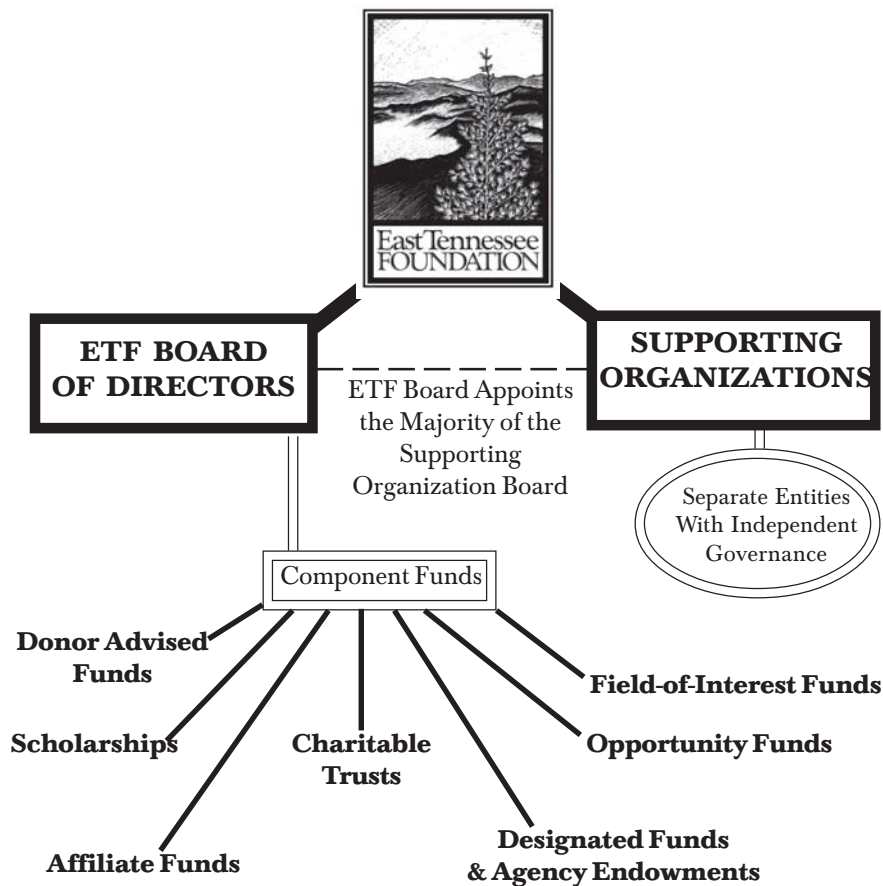 East Tennessee
FOUNDATION
ETF BOARD
OF DIRECTORS
ETF Board Appoints
the Majority of the
Supporting
Organization Board
SUPPORTING
ORGANIZATIONS
Separate Entities
With Independent
Governance
Component Funds
Donor Advised
Funds
Scholarships
Affiliate Funds
Charitable
Trusts
Designated Funds
& Agency Endowments
Opportunity Funds
Field-of-Interest Funds